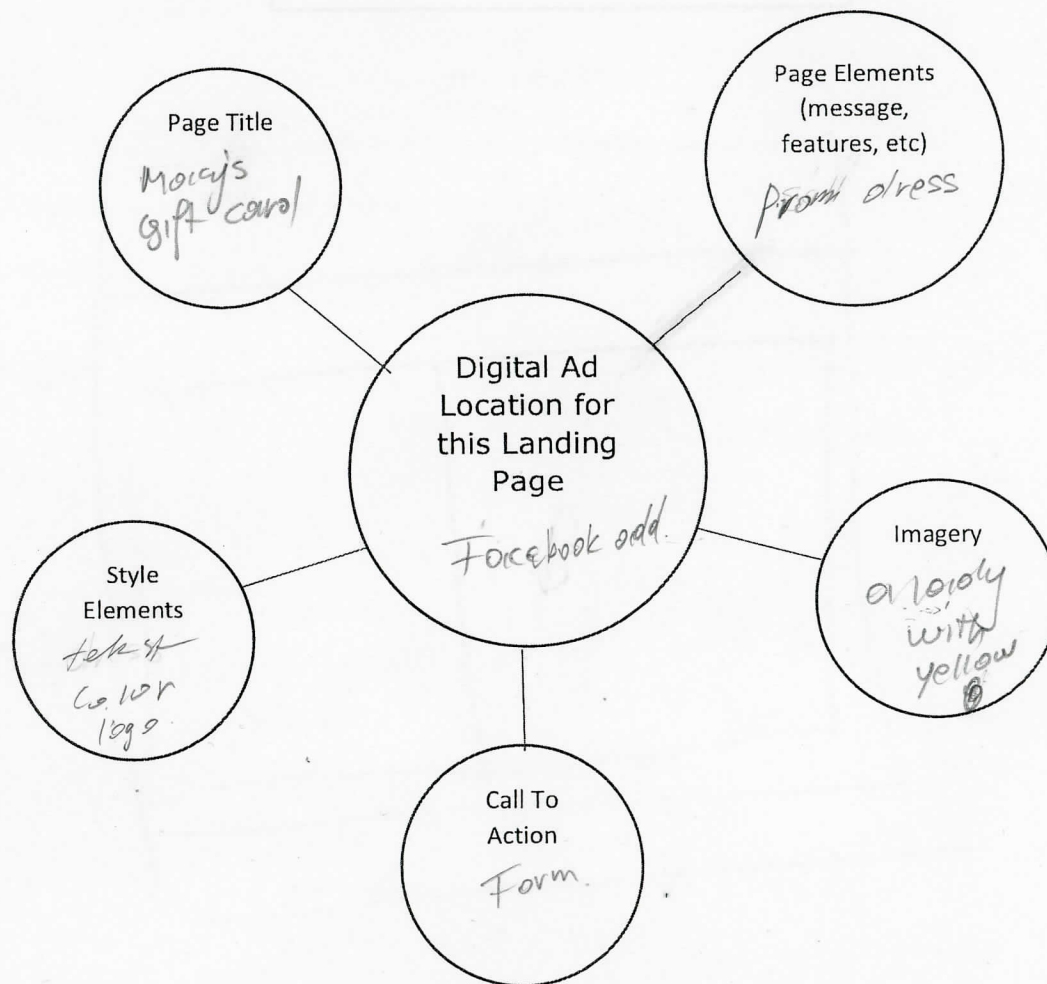 Page Title
Macy's
gift card
Page Elements
(message,
features, etc)
Prom dress
Digital Ad
Location for
this Landing
Page
Facebook add.
Style
Elements
tekst
Color
logo
Imagery
a lady
with
yellow
Call To
Action
Form.